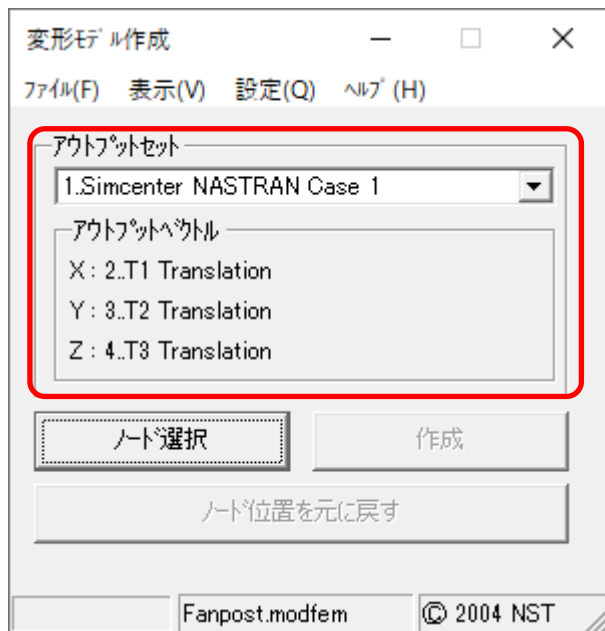 変形ﾓﾃﾞﾙ作成
ﾌｧｲﾙ(F) 表示(V) 設定(Q) ﾍﾙﾌﾟ(H)
ｱｳﾄﾌﾟｯﾄｾｯﾄ
1.Simcenter NASTRAN Case 1
ｱｳﾄﾌﾟｯﾄﾍﾞｸﾄﾙ
X : 2..T1 Translation
Y : 3..T2 Translation
Z : 4..T3 Translation
ﾉｰﾄﾞ選択 作成
ﾉｰﾄﾞ位置を元に戻す
Fanpost.modfem © 2004 NST